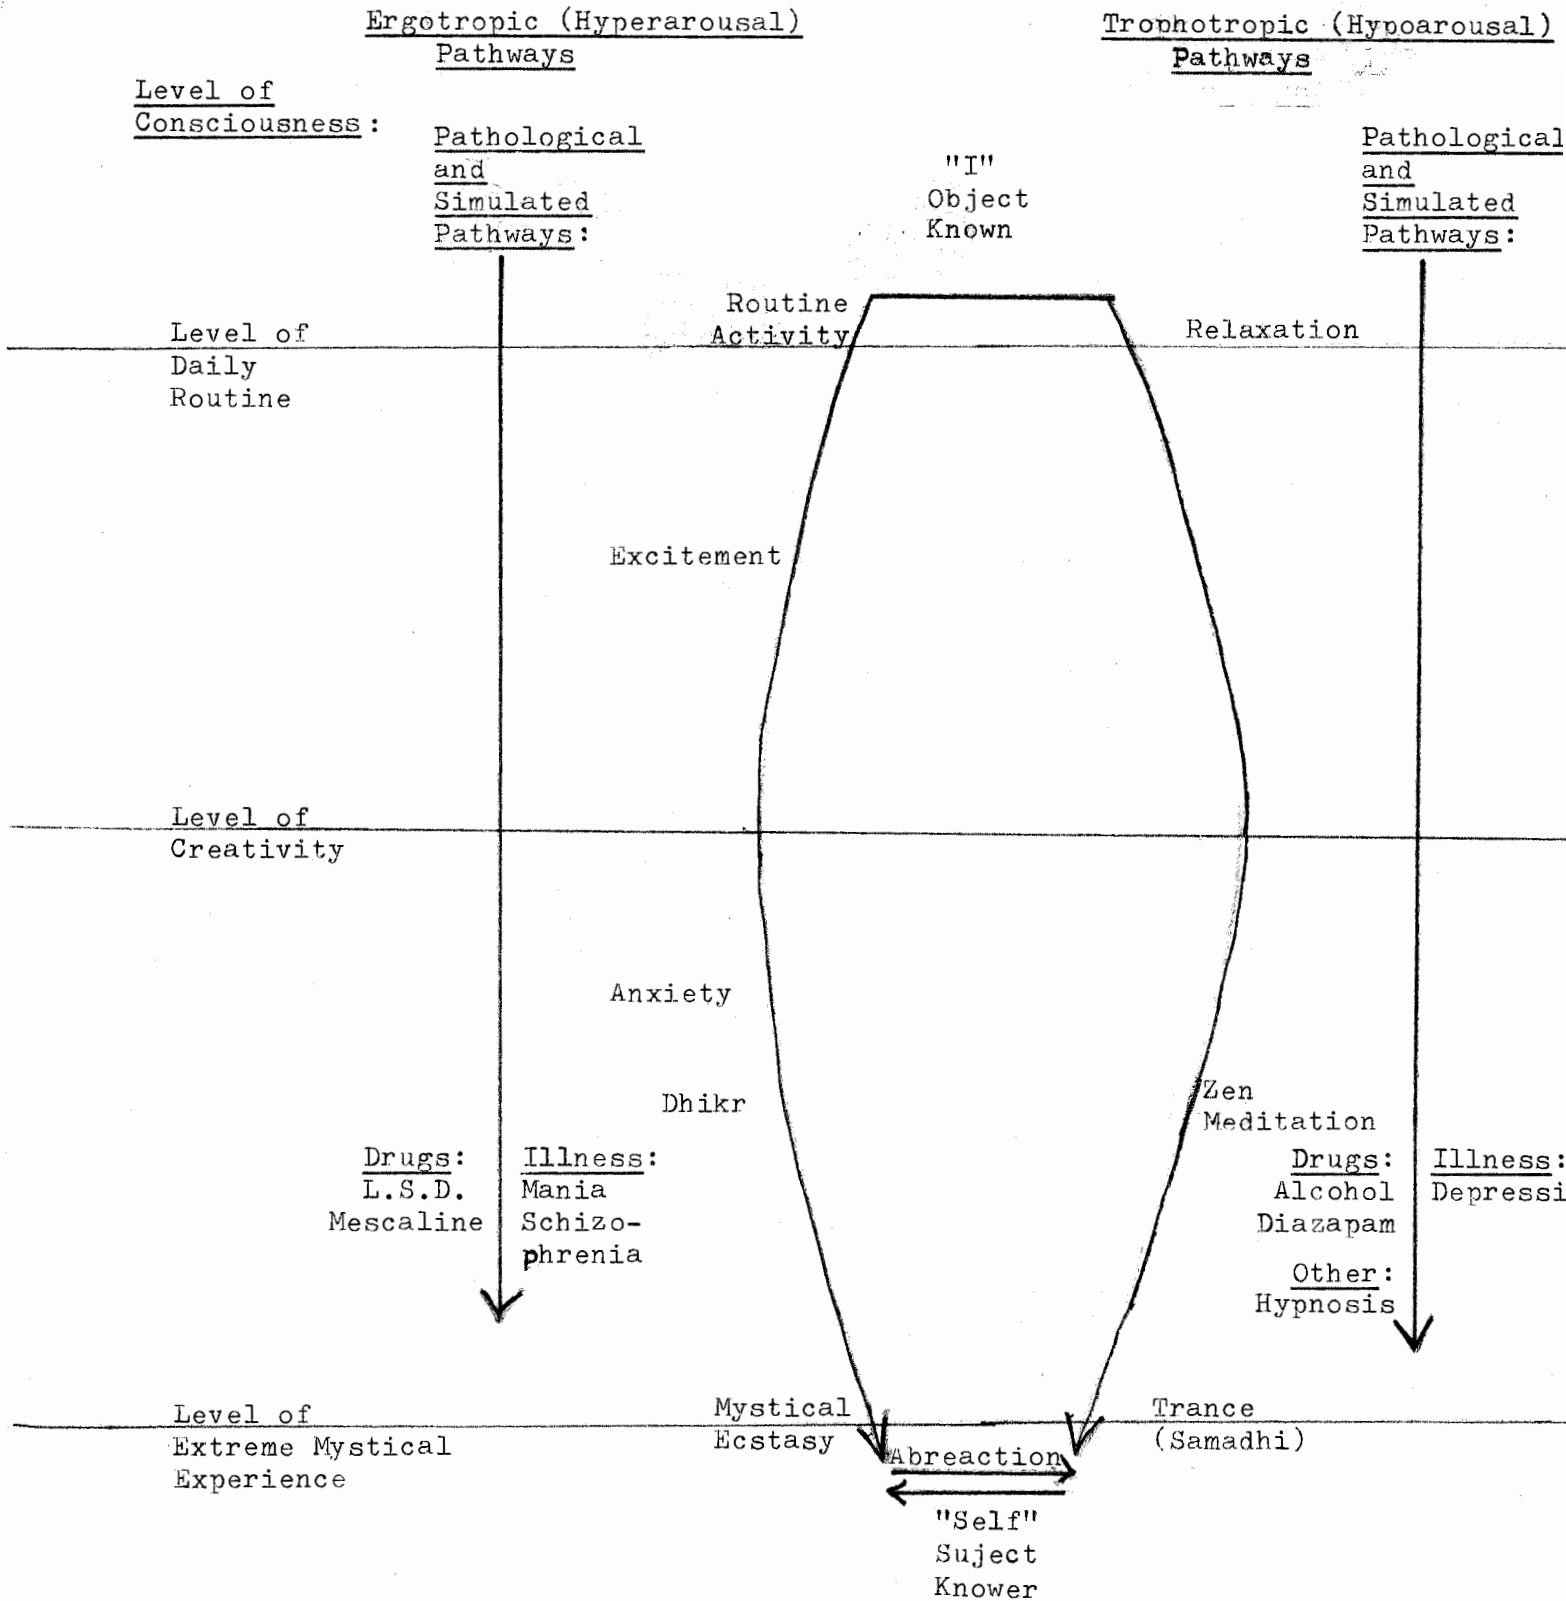 Ergotropic (Hyperarousal)
Pathways
Trophotropic (Hypoarousal)
Pathways
Level of
Consciousness:
Pathological
and
Simulated
Pathways:
"I"
Object
Known
Pathological
and
Simulated
Pathways:
Routine
Activity
Relaxation
Level of
Daily
Routine
Excitement
Level of
Creativity
Anxiety
Dhikr
Zen
Meditation
Drugs:
L.S.D.
Mescaline
Illness:
Mania
Schizo-
phrenia
Drugs:
Alcohol
Diazapam
Other:
Hypnosis
Illness:
Depressi
Level of
Extreme Mystical
Experience
Mystical
Ecstasy
Trance
(Samadhi)
Abreaction
"Self"
Suject
Knower